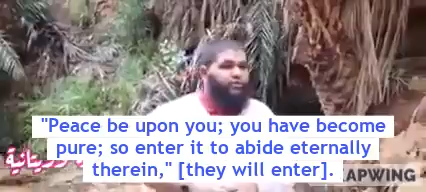 "Peace be upon you; you have become
pure; so enter it to abide eternally
therein," [they will enter].
APWING